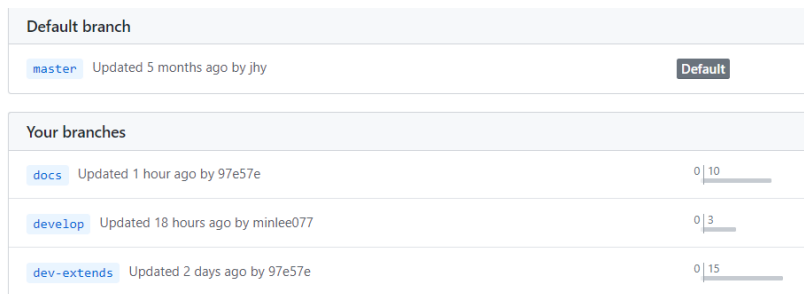 Default branch
master Updated 5 months ago by jhy Default
Your branches
docs Updated 1 hour ago by 97e57e 0 10
develop Updated 18 hours ago by minlee077 0 3
dev-extends Updated 2 days ago by 97e57e 0 15